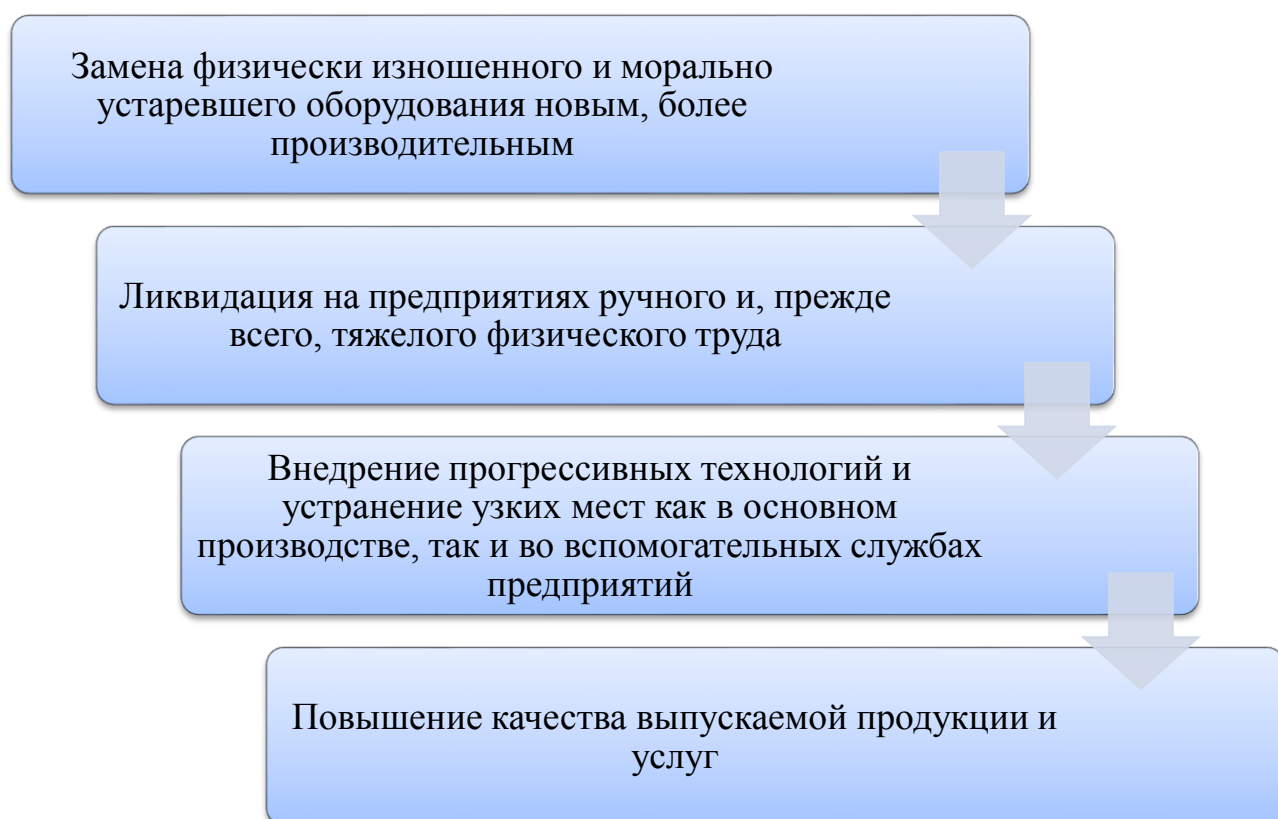 Замена физически изношенного и морально
устаревшего оборудования новым, более
производительным
Ликвидация на предприятиях ручного и, прежде
всего, тяжелого физического труда
Внедрение прогрессивных технологий и
устранение узких мест как в основном
производстве, так и во вспомогательных службах
предприятий
Повышение качества выпускаемой продукции и
услуг